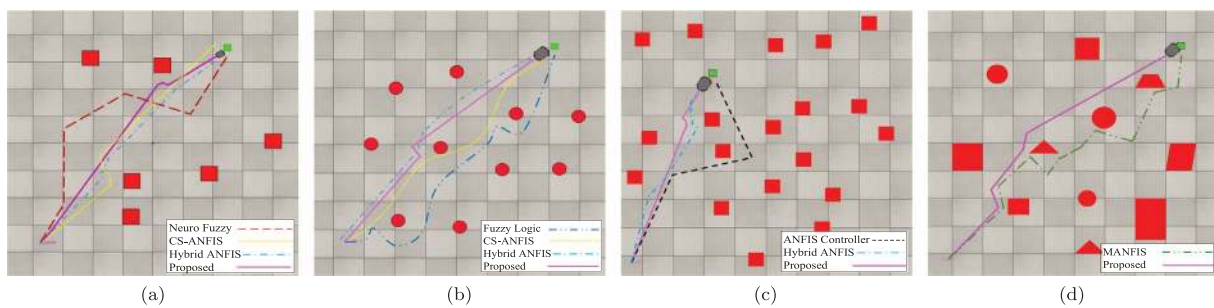 Neuro Fuzzy
CS-ANFIS
Hybrid ANFIS
Proposed
Fuzzy Logic
CS-ANFIS
Hybrid ANFIS
Proposed
ANFIS Controller
Hybrid ANFIS
Proposed
MANFIS
Proposed
(a)
(b)
(c)
(d)